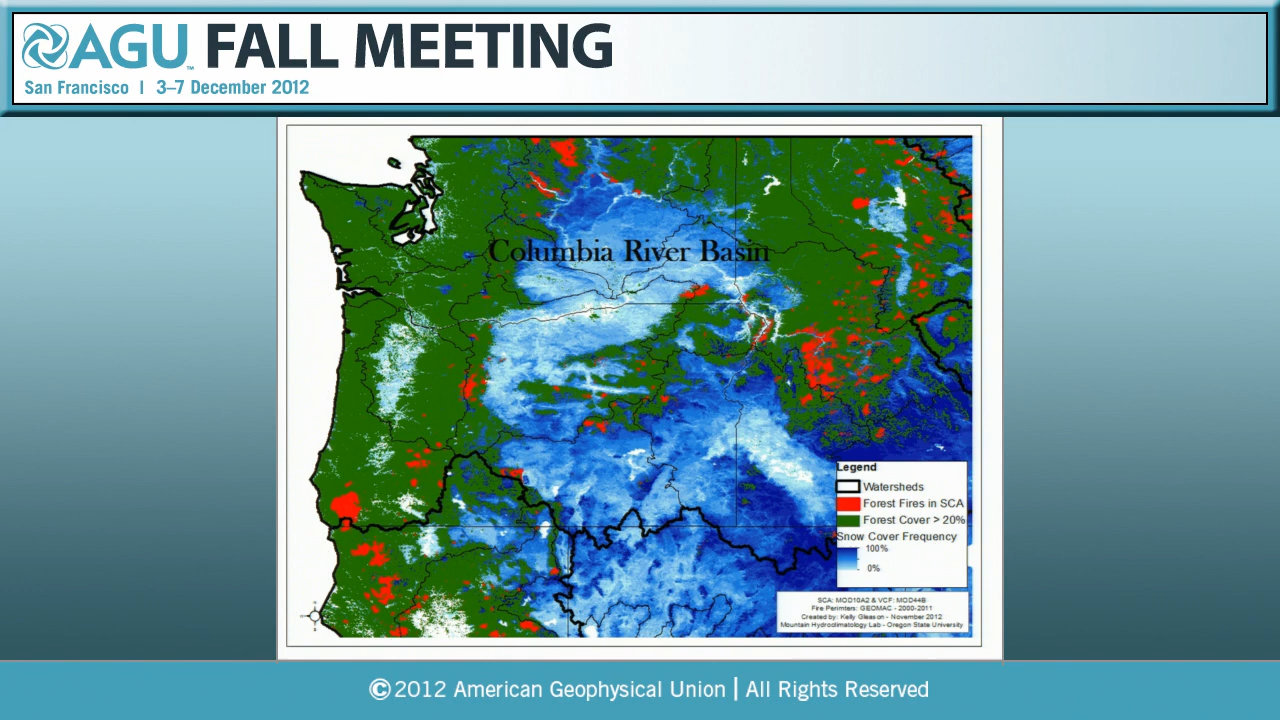 AGU FALL MEETING
San Francisco | 3–7 December 2012
Columbia River Basin
Legend
Watersheds
Forest Fires in SCA
Forest Cover > 20%
Snow Cover Frequency
100%
0%
SCA: MOD10A2 & VCF: MOD44B
Fire Perimters: GEOMAC - 2000-2011
Created by: Kelly Gleason - November 2012
Mountain Hydroclimatology Lab - Oregon State University
©2012 American Geophysical Union | All Rights Reserved